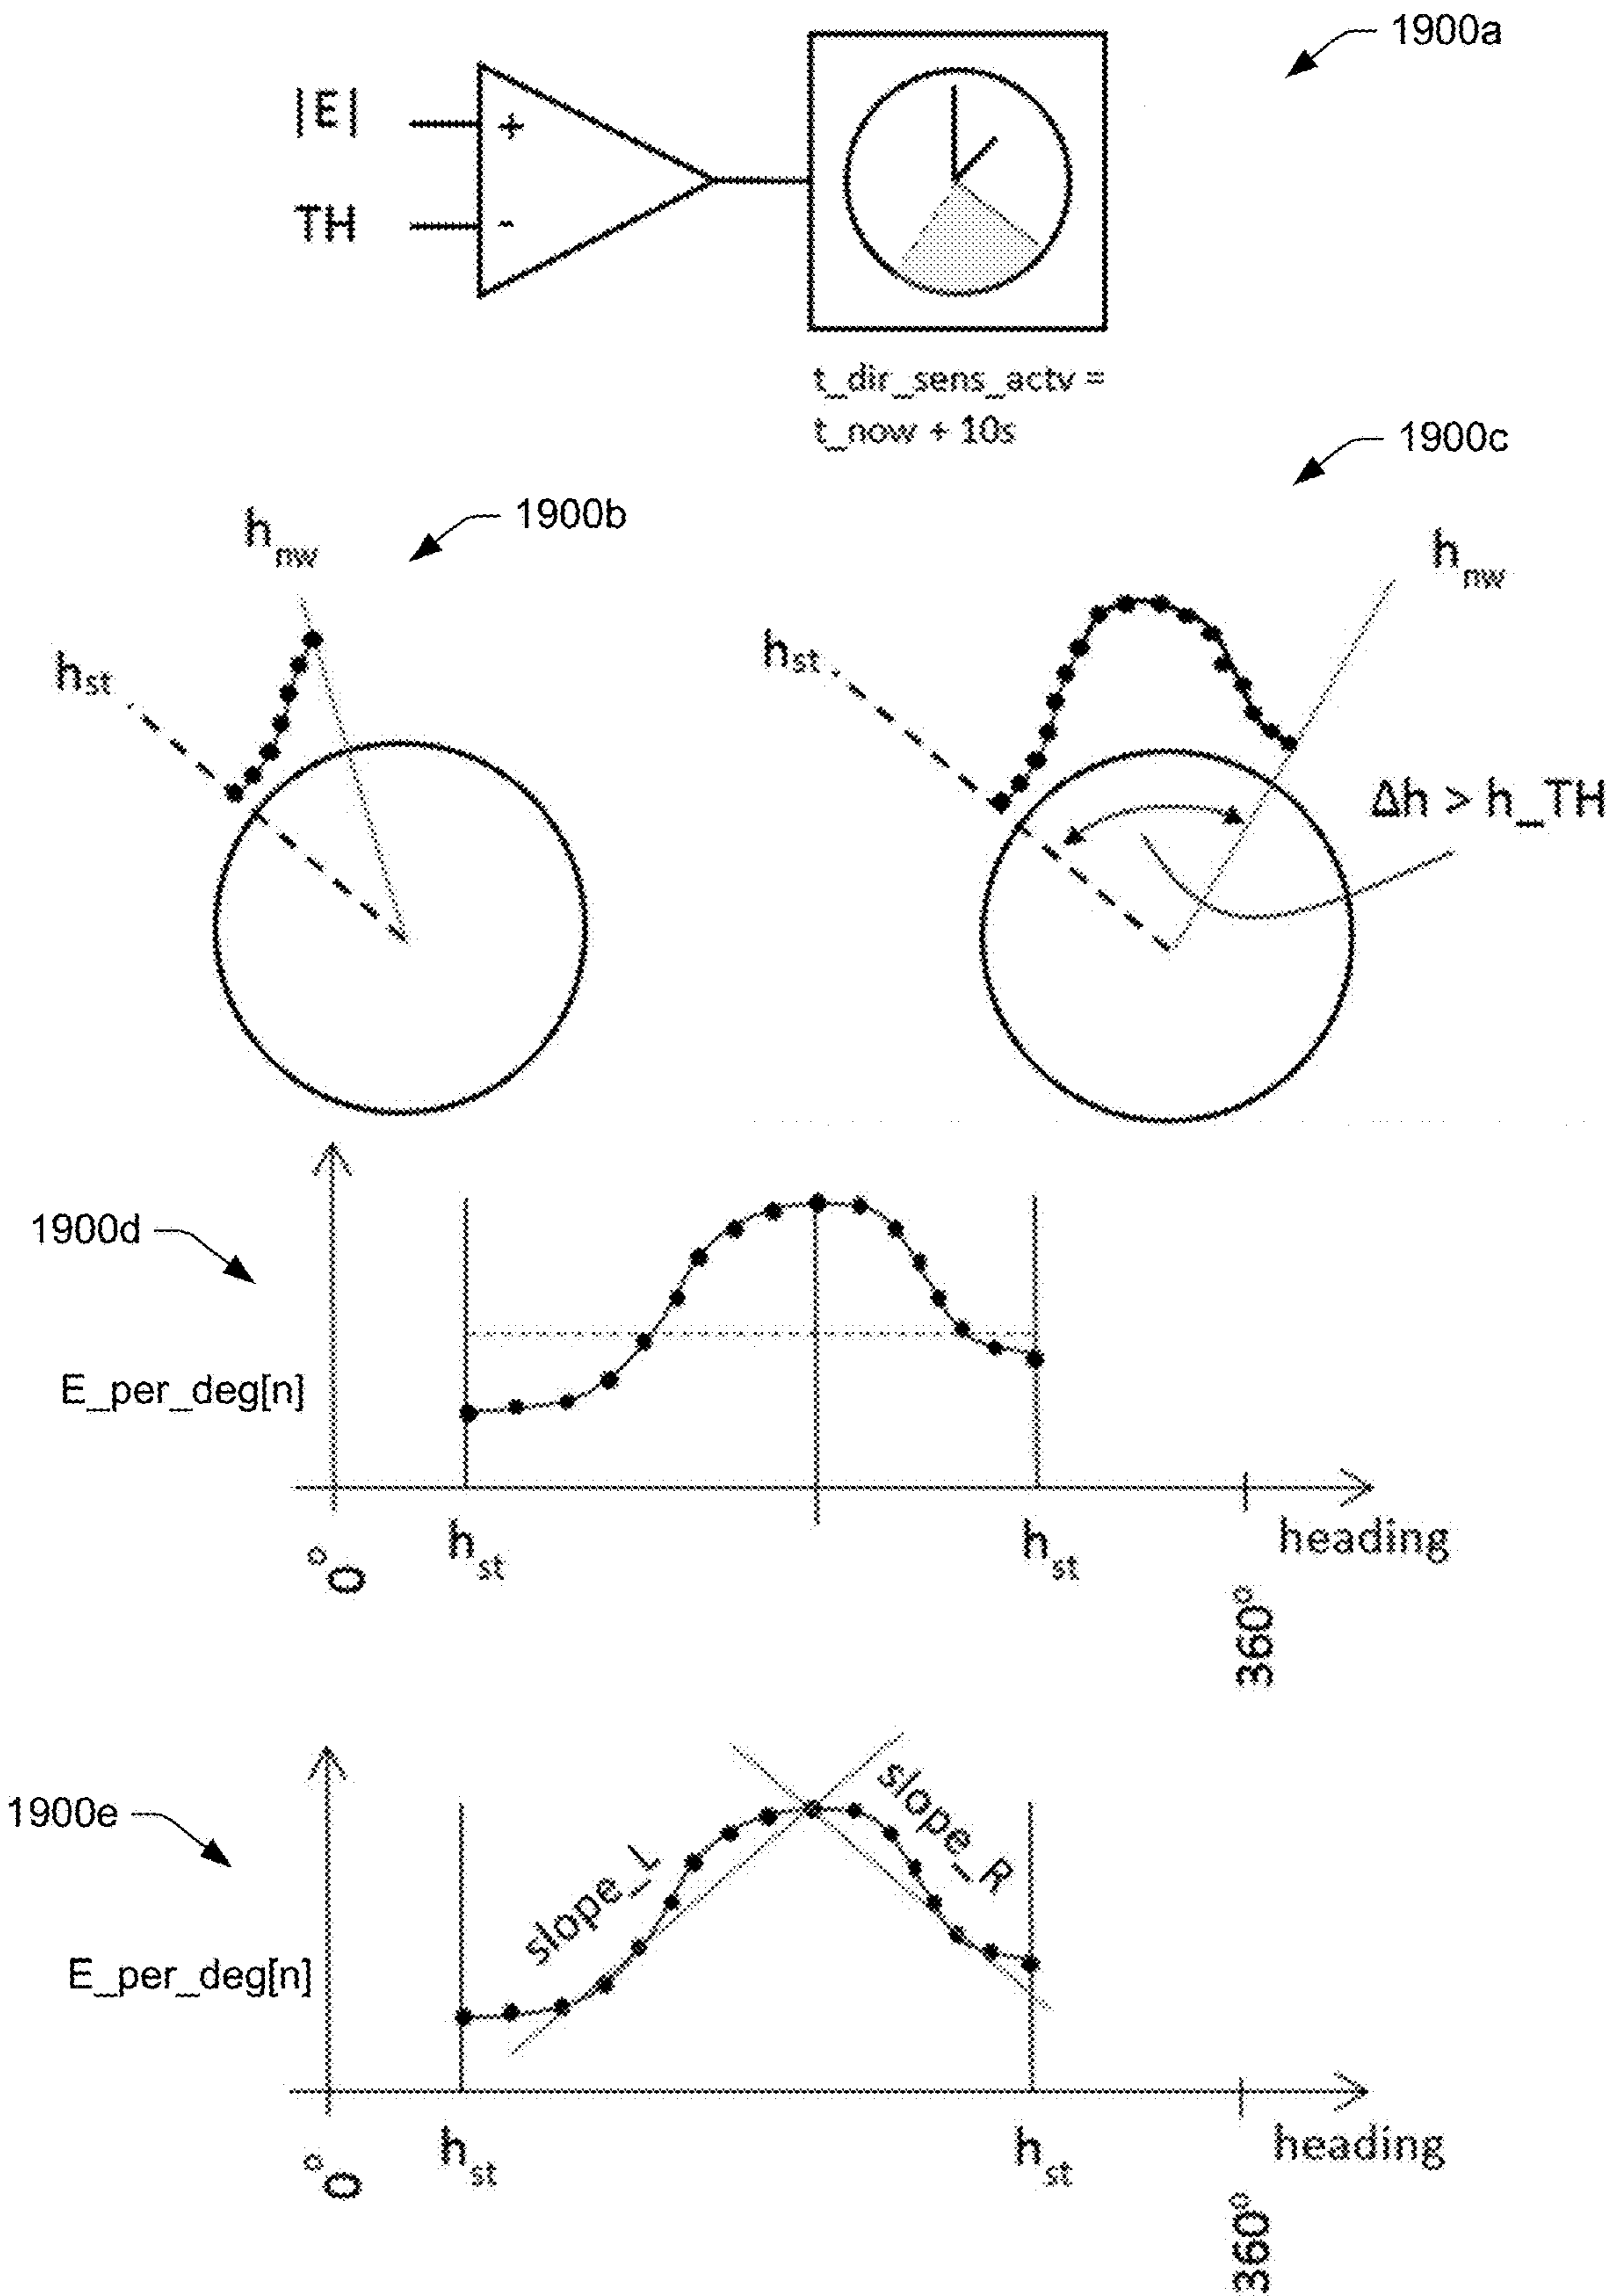 1900a
|E|
+
TH
-
t_dir_sens_actv =
t_now + 10s
1900c
1900b
h_nw
h_st
h_nw
h_st
Δh > h_TH
1900d
E_per_deg[n]
h_st
h_st
heading
0°
360°
1900e
slope_L
slope_R
E_per_deg[n]
h_st
h_st
heading
0°
360°